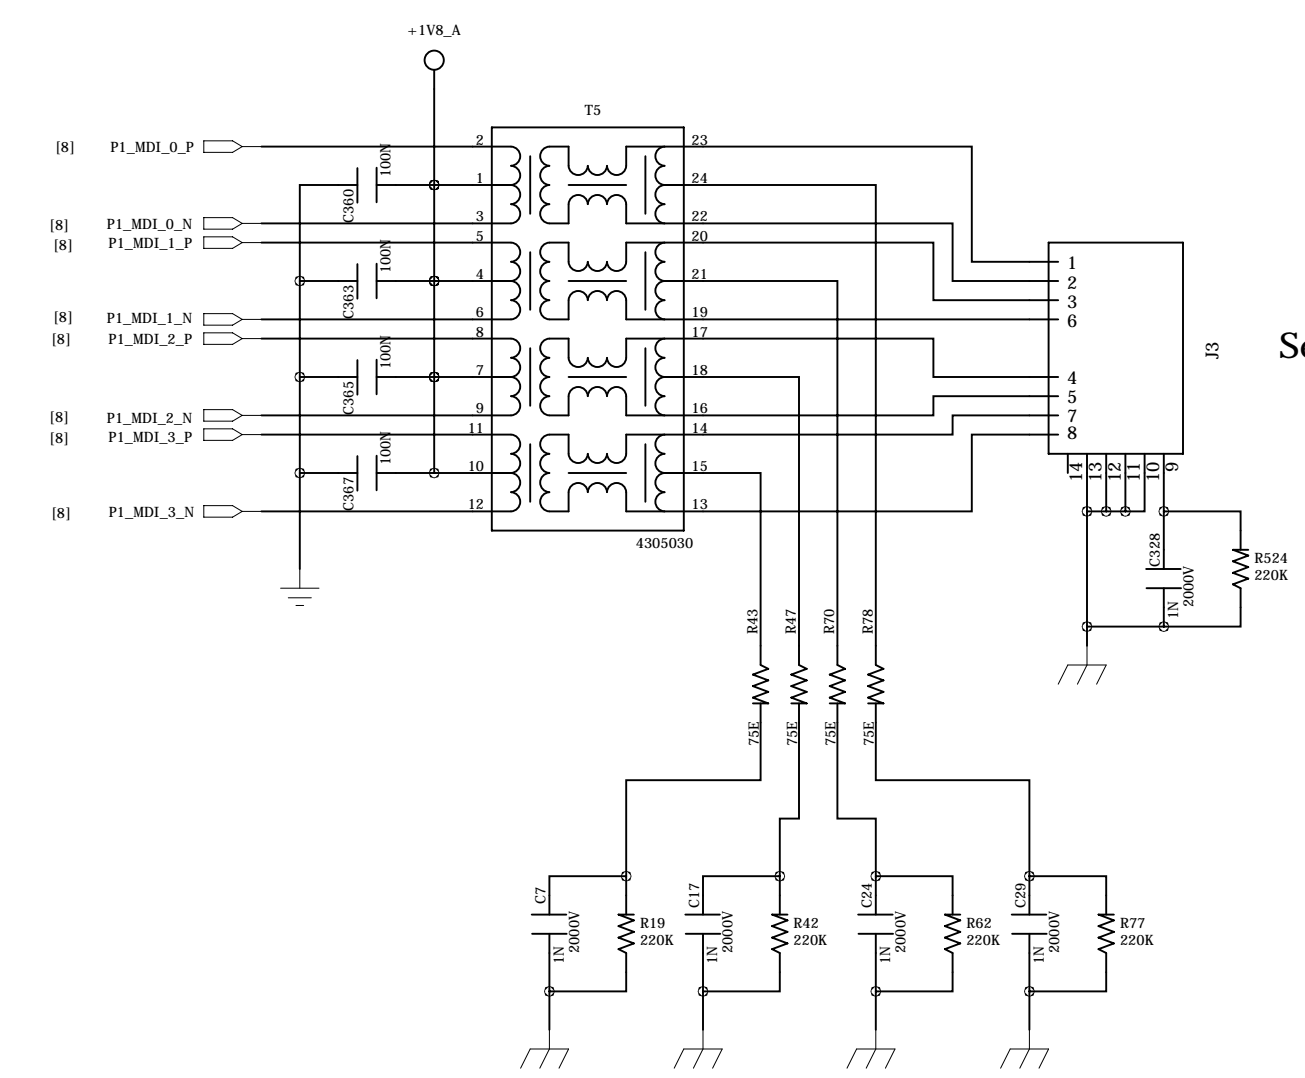 +1V8_A
T5
[8] P1_MDI_0_P
[8] P1_MDI_0_N
[8] P1_MDI_1_P
[8] P1_MDI_1_N
[8] P1_MDI_2_P
[8] P1_MDI_2_N
[8] P1_MDI_3_P
[8] P1_MDI_3_N
C360
100N
C363
100N
C365
100N
C367
100N
2
1
3
5
4
6
8
7
9
11
10
12
23
24
22
20
21
19
17
18
16
14
15
13
4305030
1
2
3
6
4
5
7
8
J3
14
13
12
11
10
9
C328
1N
2000V
R524
220K
R43
R47
R70
R78
75E
75E
75E
75E
C7
1N
2000V
R19
220K
C17
1N
2000V
R42
220K
C24
1N
2000V
R62
220K
C29
1N
2000V
R77
220K